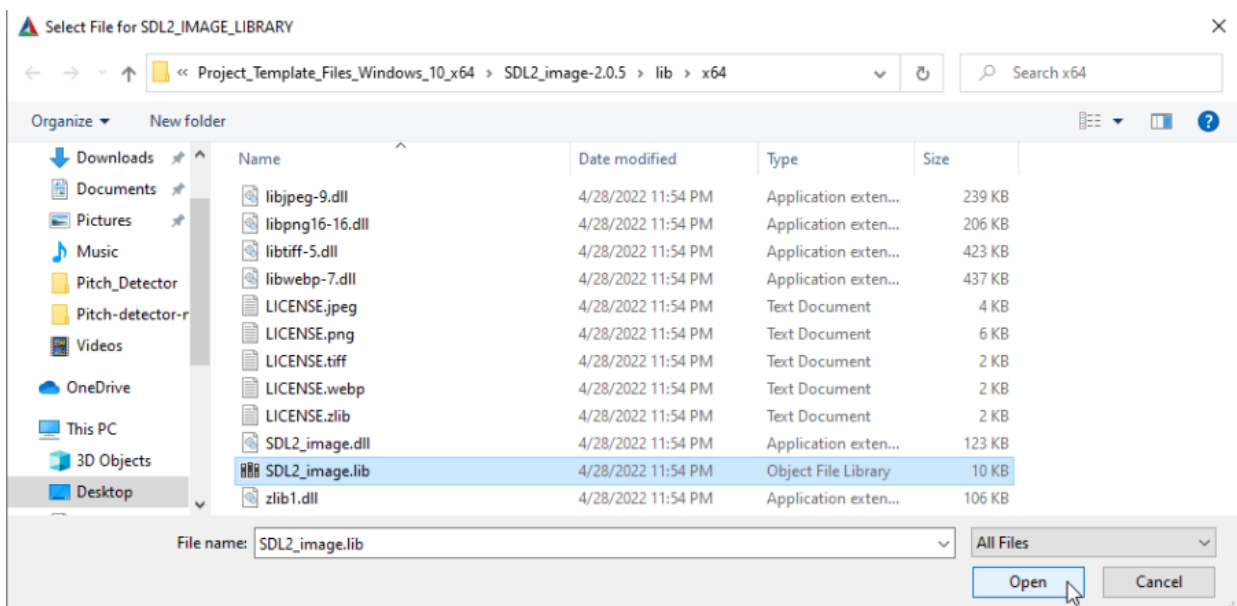 Select File for SDL2_IMAGE_LIBRARY
« Project_Template_Files_Windows_10_x64 › SDL2_image-2.0.5 › lib › x64
Search x64
Organize New folder
Downloads
Documents
Pictures
Music
Pitch_Detector
Pitch-detector-r
Videos
OneDrive
This PC
3D Objects
Desktop
Name Date modified Type Size
libjpeg-9.dll 4/28/2022 11:54 PM Application exten... 239 KB
libpng16-16.dll 4/28/2022 11:54 PM Application exten... 206 KB
libtiff-5.dll 4/28/2022 11:54 PM Application exten... 423 KB
libwebp-7.dll 4/28/2022 11:54 PM Application exten... 437 KB
LICENSE.jpeg 4/28/2022 11:54 PM Text Document 4 KB
LICENSE.png 4/28/2022 11:54 PM Text Document 6 KB
LICENSE.tiff 4/28/2022 11:54 PM Text Document 2 KB
LICENSE.webp 4/28/2022 11:54 PM Text Document 2 KB
LICENSE.zlib 4/28/2022 11:54 PM Text Document 2 KB
SDL2_image.dll 4/28/2022 11:54 PM Application exten... 123 KB
SDL2_image.lib 4/28/2022 11:54 PM Object File Library 10 KB
zlib1.dll 4/28/2022 11:54 PM Application exten... 106 KB
File name: SDL2_image.lib All Files
Open Cancel